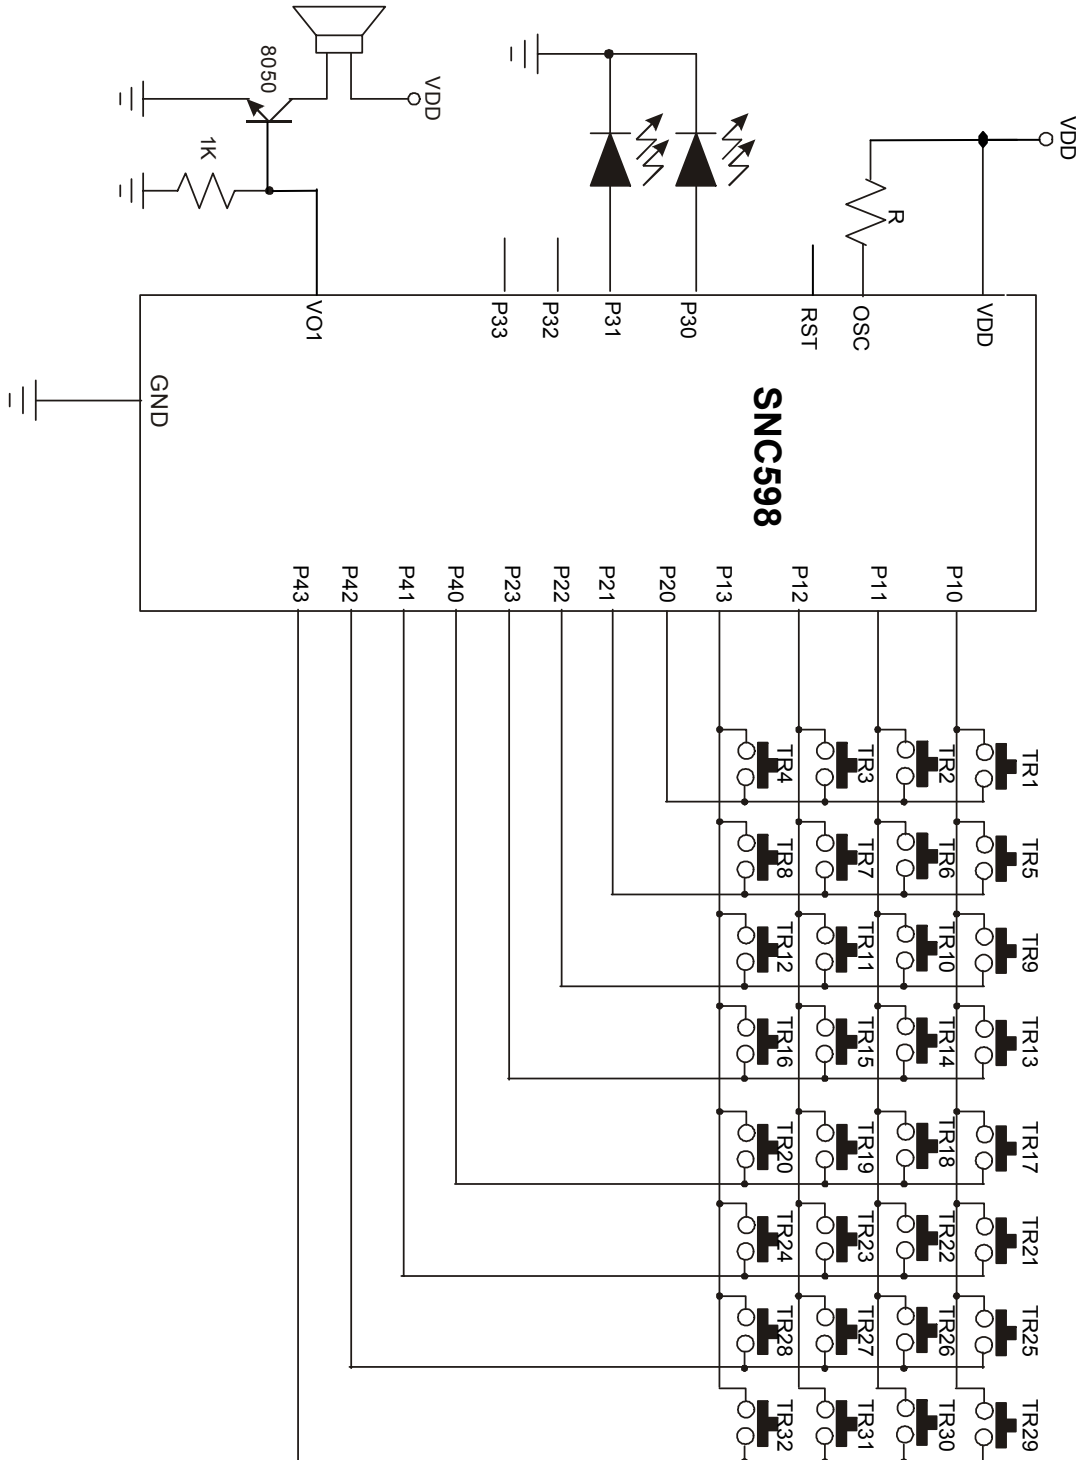 8050
VDD
VDD
1K
R
VO1
P33
P32
P31
P30
RST
OSC
VDD
GND
SNC598
P43
P42
P41
P40
P23
P22
P21
P20
P13
P12
P11
P10
TR4
TR3
TR2
TR1
TR8
TR7
TR6
TR5
TR12
TR11
TR10
TR9
TR16
TR15
TR14
TR13
TR20
TR19
TR18
TR17
TR24
TR23
TR22
TR21
TR28
TR27
TR26
TR25
TR32
TR31
TR30
TR29